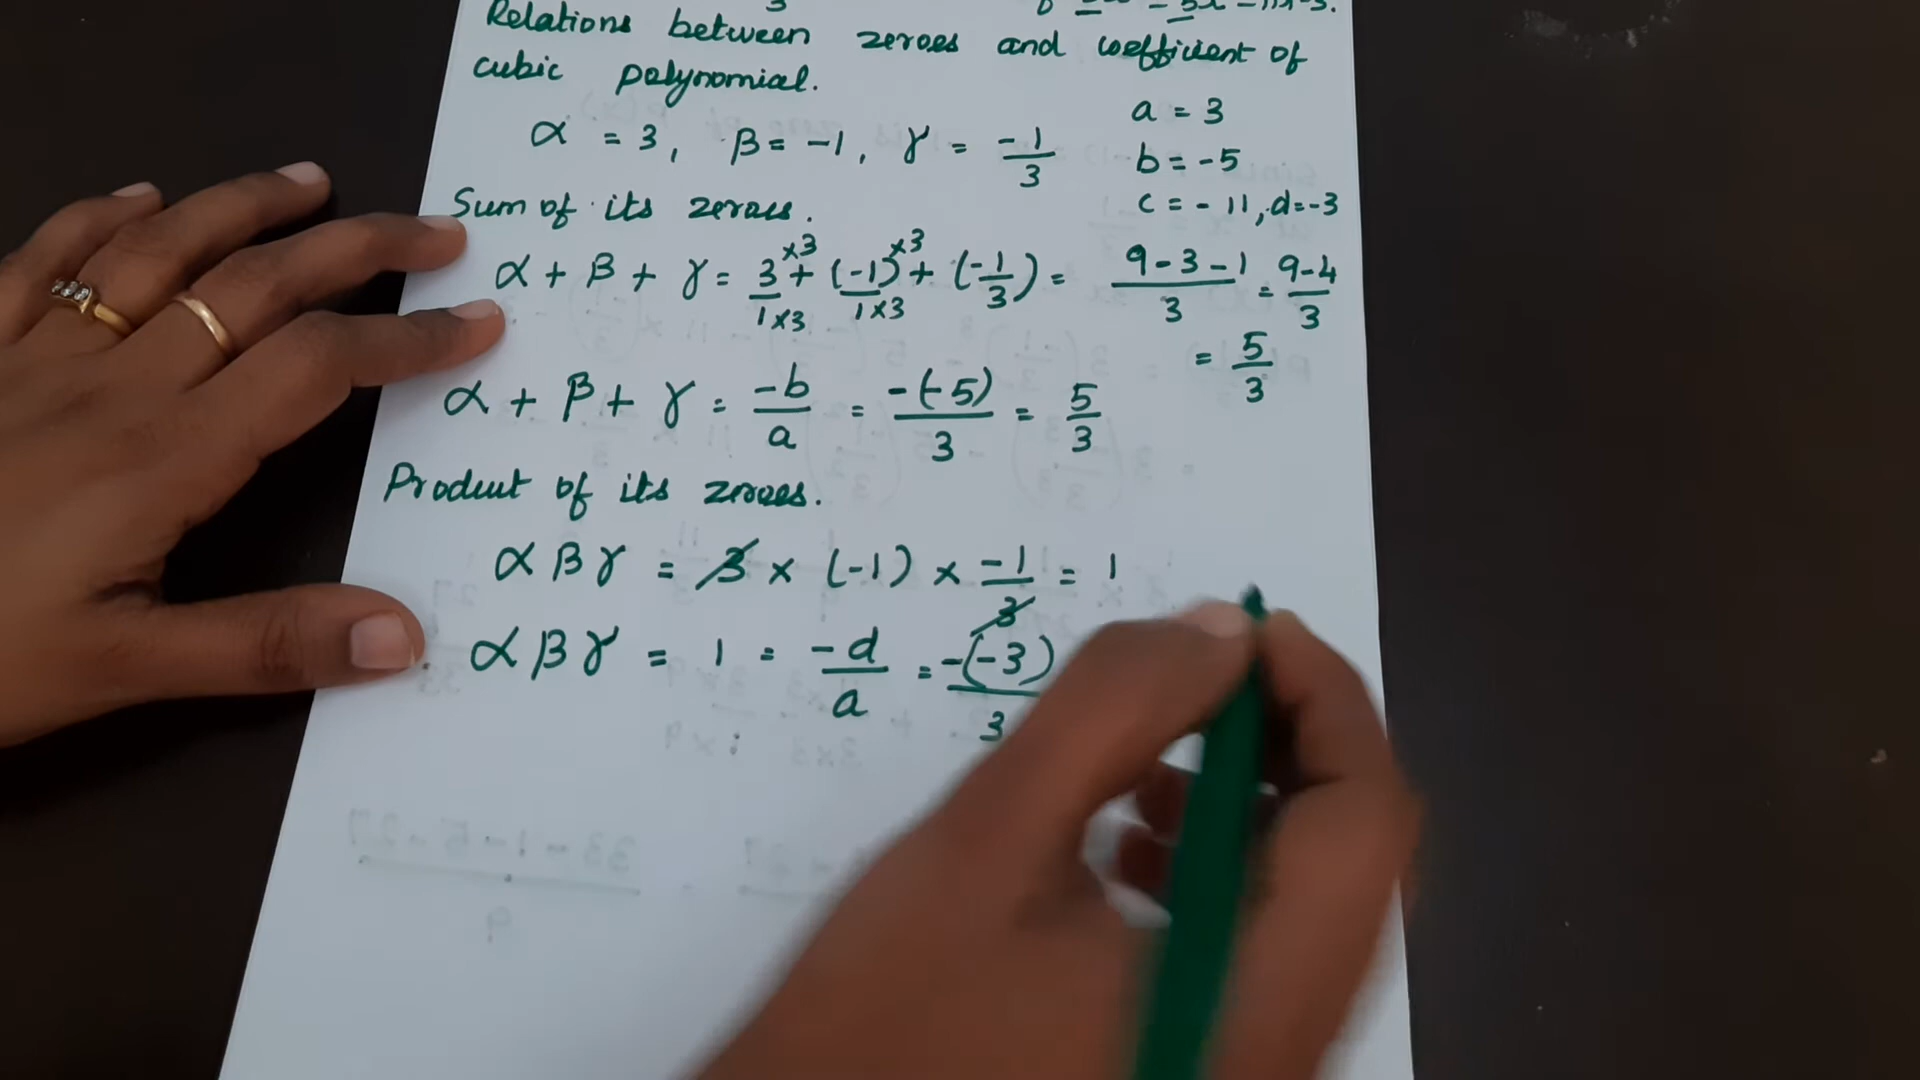 Relations between zeroes and coefficient of
cubic polynomial.
α = 3, β = -1, γ = -1/3
a = 3
b = -5
c = -11, d=-3
Sum of its zeroes.
α + β + γ = 3×3/1×3 + (-1)×3/1×3 + (-1/3) = 9-3-1/3 = 9-4/3
= 5/3
α + β + γ = -b/a = -(-5)/3 = 5/3
Product of its zeroes.
αβγ = 3 × (-1) × -1/3 = 1
αβγ = 1 = -d/a = -(-3)/3